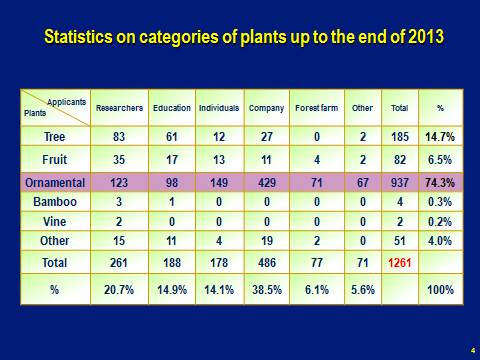 Statistics on categories of plants up to the end of 2013
Applicants
Plants
Researchers Education Individuals Company Forest farm Other Total %
Tree 83 61 12 27 0 2 185 14.7%
Fruit 35 17 13 11 4 2 82 6.5%
Ornamental 123 98 149 429 71 67 937 74.3%
Bamboo 3 1 0 0 0 0 4 0.3%
Vine 2 0 0 0 0 0 2 0.2%
Other 15 11 4 19 2 0 51 4.0%
Total 261 188 178 486 77 71 1261
% 20.7% 14.9% 14.1% 38.5% 6.1% 5.6% 100%
4